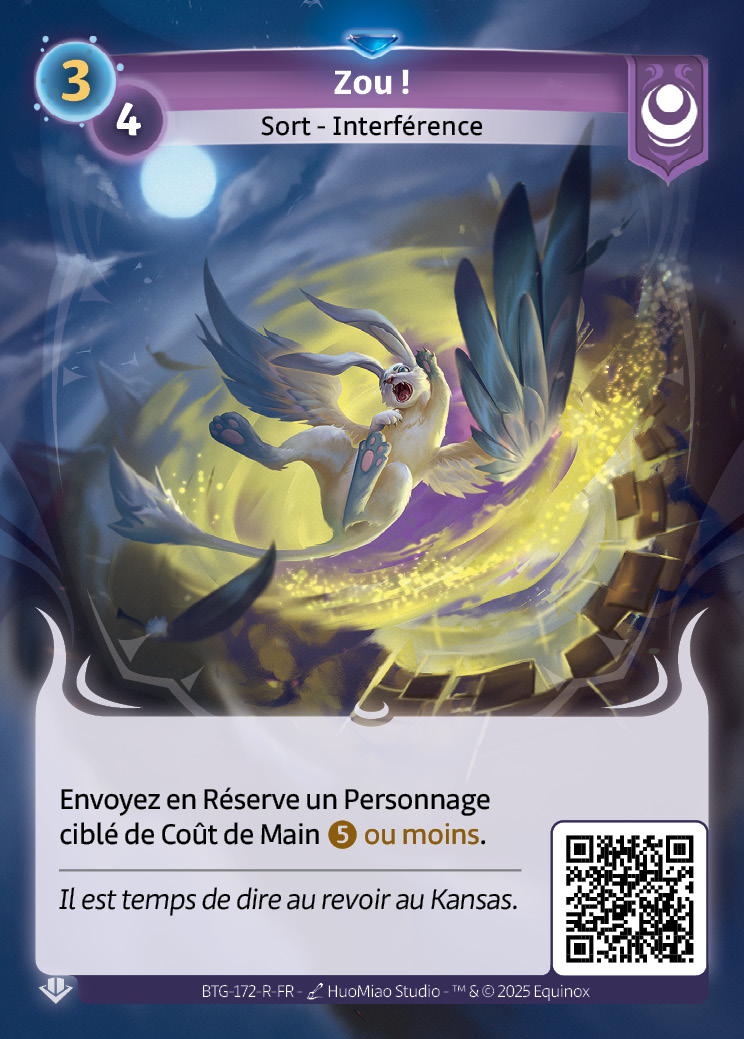 3
4
Zou !
Sort - Interférence
Envoyez en Réserve un Personnage
ciblé de Coût de Main 5 ou moins.
Il est temps de dire au revoir au Kansas.
BTG-172-R-FR - HuoMiao Studio - ™ & © 2025 Equinox